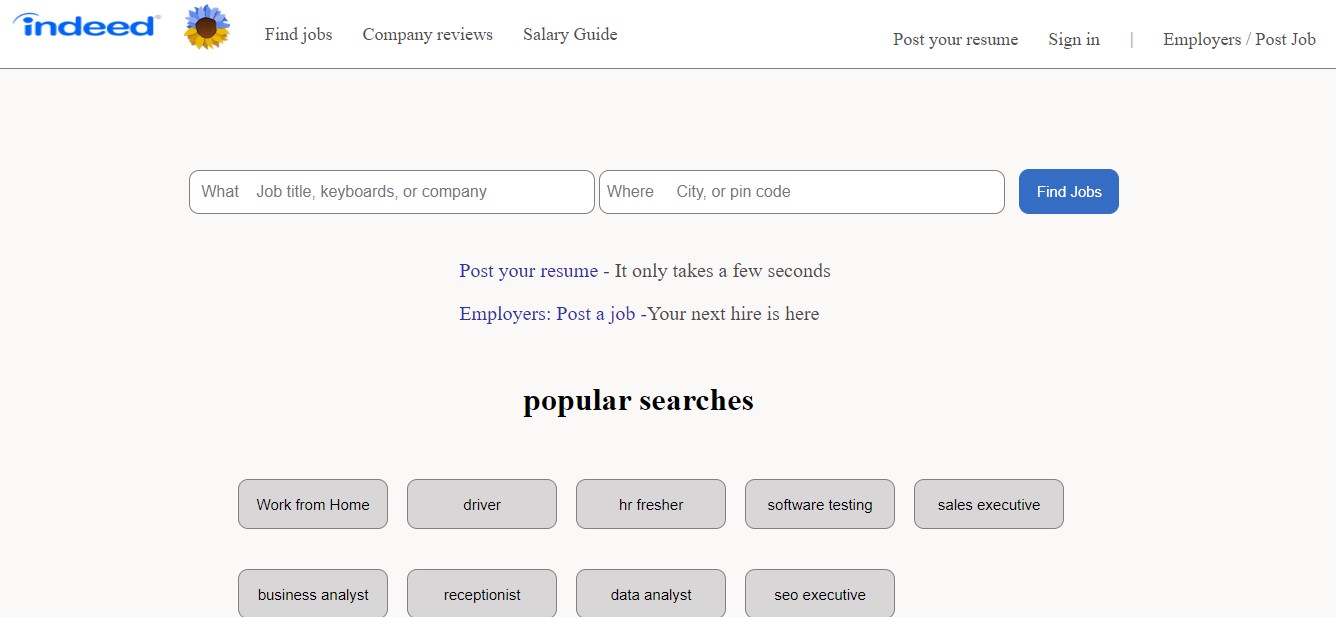 indeed Find jobs Company reviews Salary Guide Post your resume Sign in | Employers / Post Job
What Job title, keyboards, or company Where City, or pin code Find Jobs
Post your resume - It only takes a few seconds
Employers: Post a job -Your next hire is here
popular searches
Work from Home driver hr fresher software testing sales executive
business analyst receptionist data analyst seo executive